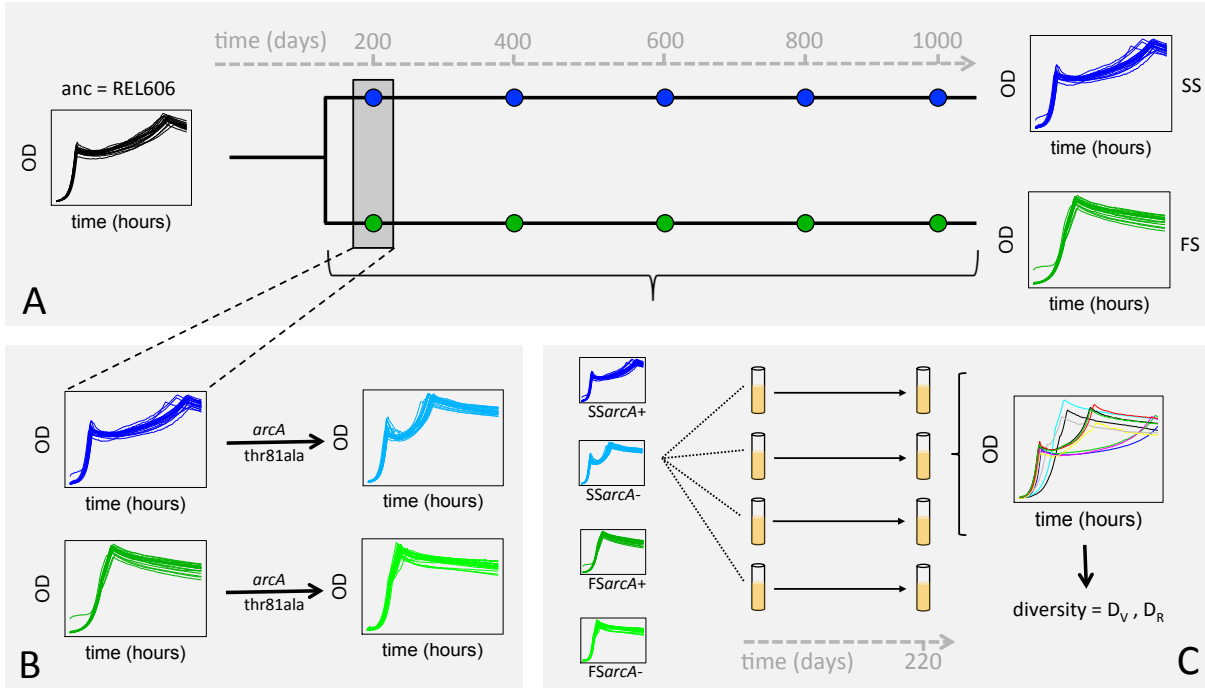 time (days)
200 400 600 800 1000
anc = REL606
OD
time (hours)
OD
SS
time (hours)
OD
FS
time (hours)
A
OD
time (hours)
arcA
thr81ala
OD
time (hours)
OD
time (hours)
arcA
thr81ala
OD
time (hours)
B
SSarcA+
SSarcA-
FSarcA+
FSarcA-
time (days)
220
OD
time (hours)
diversity = D_V , D_R
C